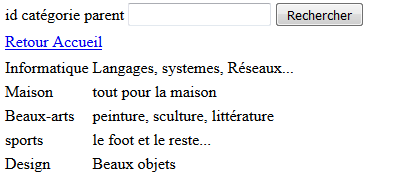 id catégorie parent Rechercher
Retour Accueil
Informatique Langages, systemes, Réseaux...
Maison tout pour la maison
Beaux-arts peinture, sculture, littérature
sports le foot et le reste...
Design Beaux objets